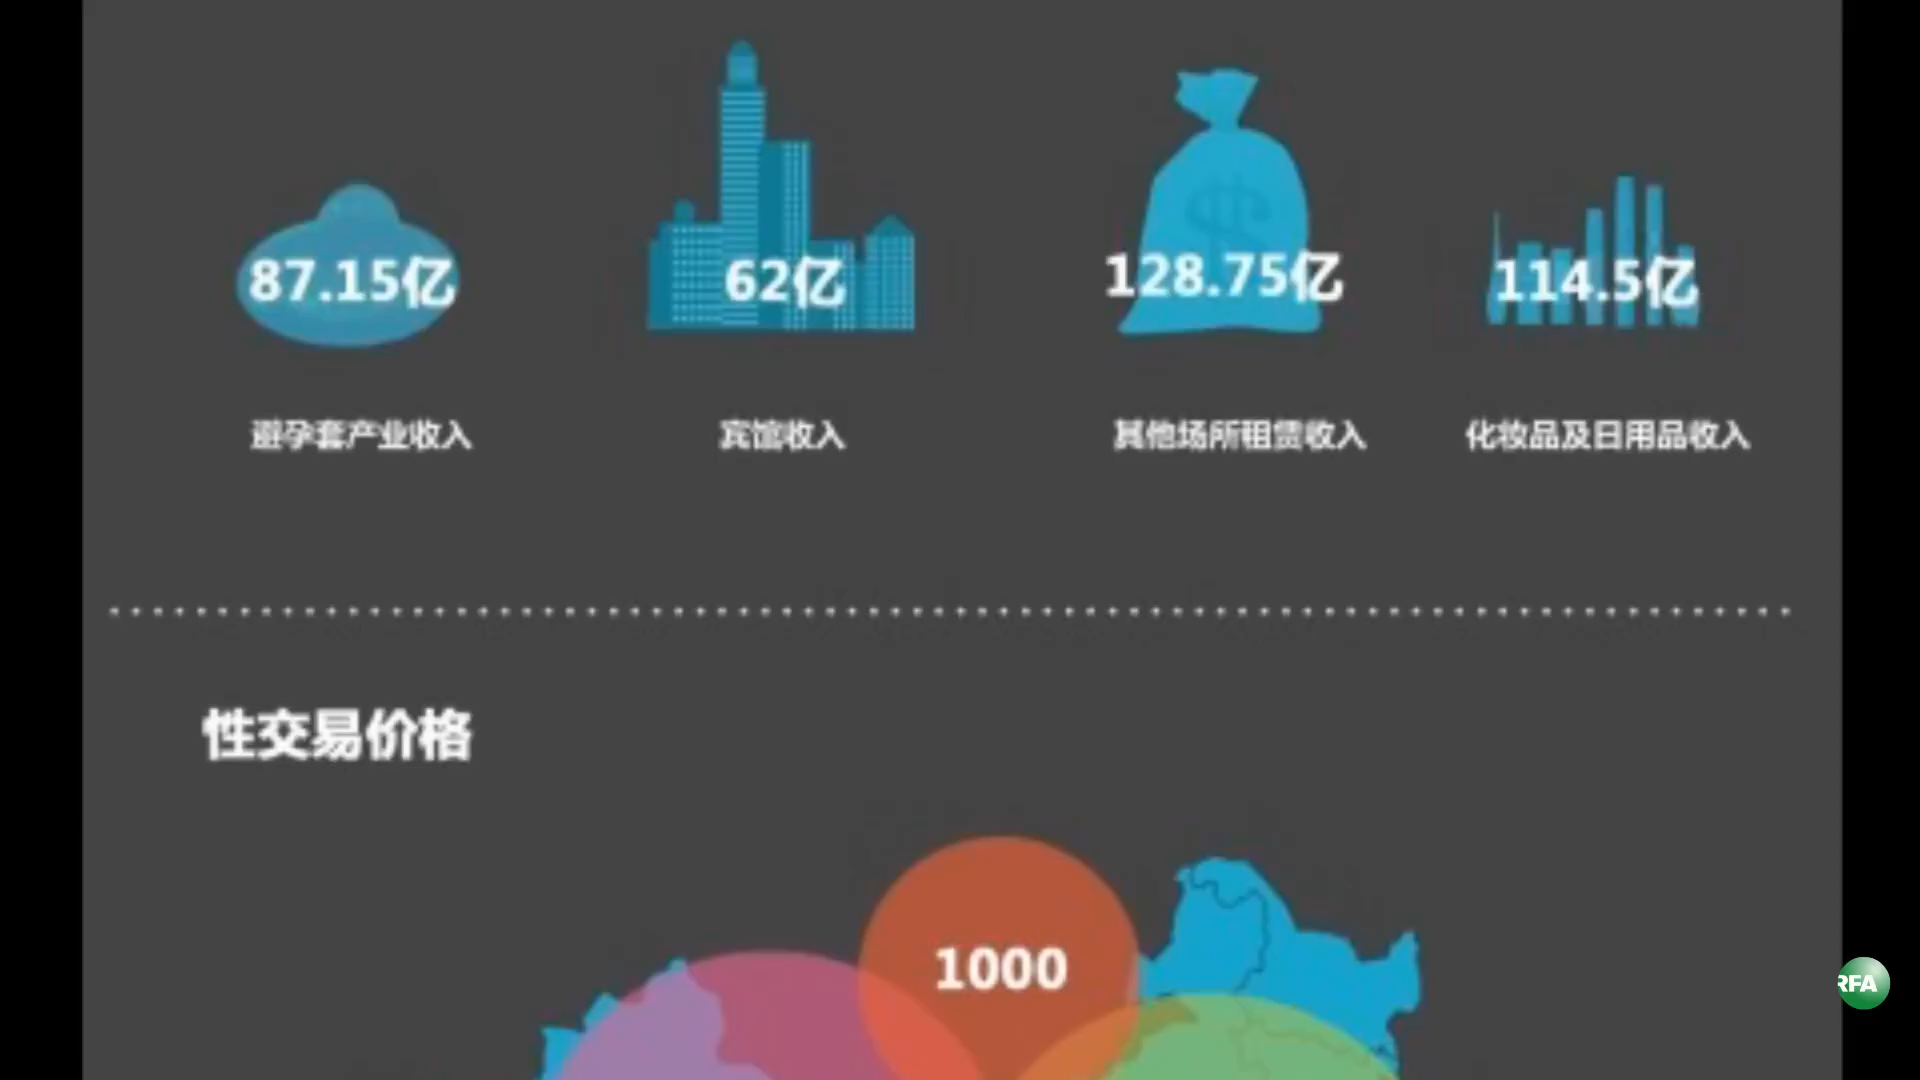 87.15亿
62亿
128.75亿
114.5亿
避孕套产业收入
宾馆收入
其他场所租赁收入
化妆品及日用品收入
性交易价格
1000
RFA